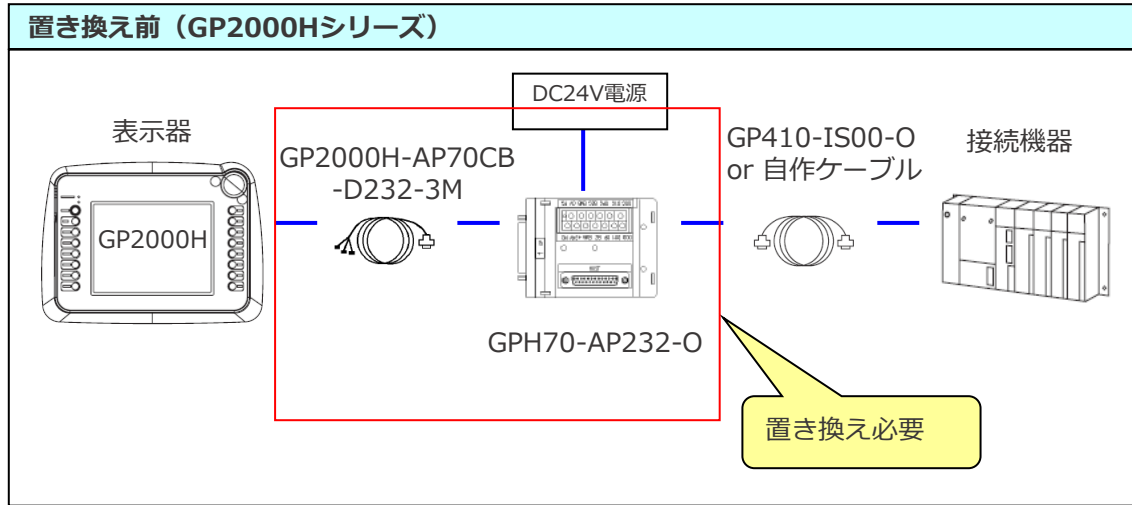 置き換え前（GP2000Hシリーズ）
DC24V電源
表示器
GP2000H-AP70CB
-D232-3M
GP410-IS00-O
or 自作ケーブル
接続機器
GP2000H
GPH70-AP232-O
置き換え必要